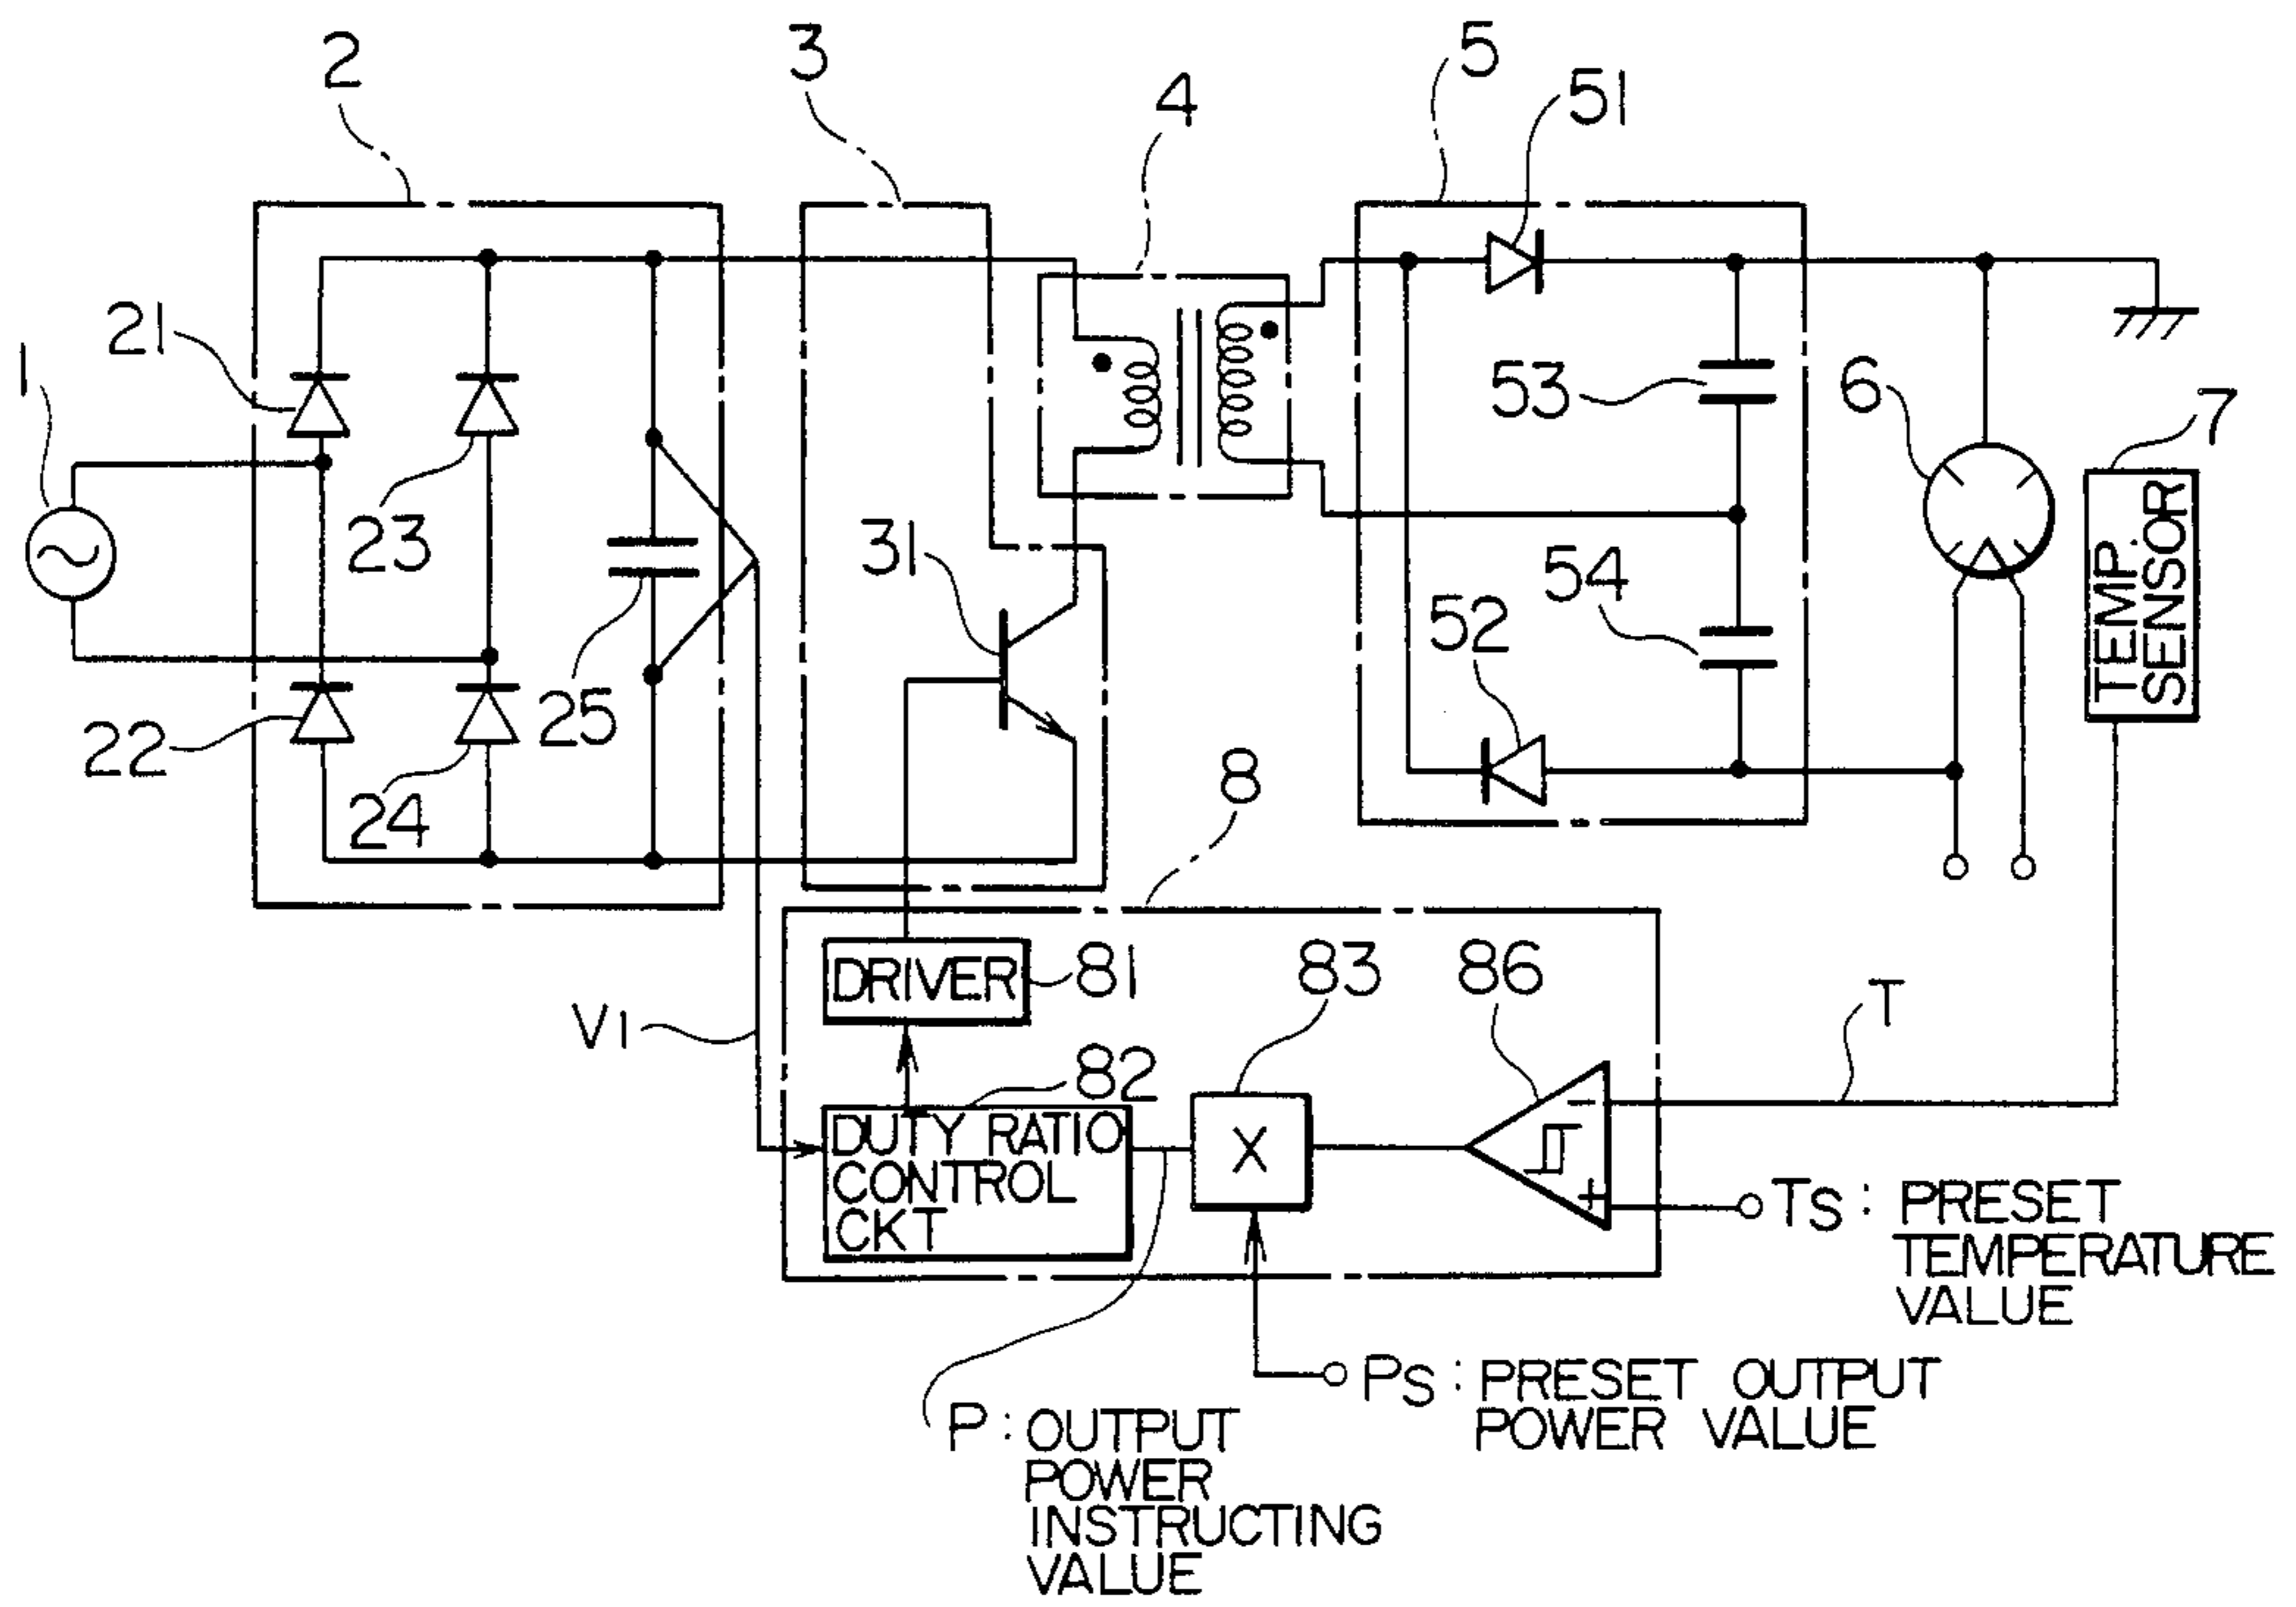 2
3
4
5
51
21
1
23
53
6
7
TEMP.
SENSOR
31
54
52
25
22
24
8
DRIVER
81
83
86
T
V1
82
DUTY RATIO
CONTROL
CKT
X
−
+
TS : PRESET
TEMPERATURE
VALUE
PS : PRESET OUTPUT
POWER VALUE
P : OUTPUT
POWER
INSTRUCTING
VALUE